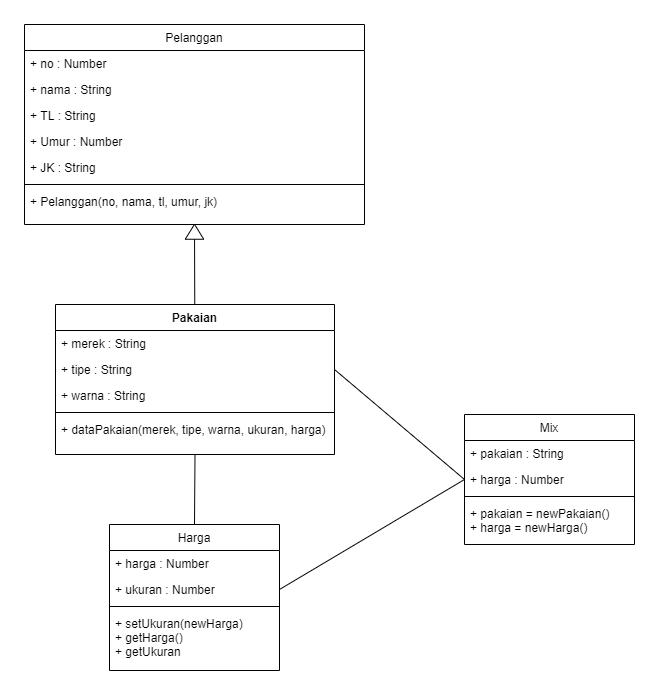 Pelanggan
+ no : Number
+ nama : String
+ TL : String
+ Umur : Number
+ JK : String
+ Pelanggan(no, nama, tl, umur, jk)
Pakaian
+ merek : String
+ tipe : String
+ warna : String
+ dataPakaian(merek, tipe, warna, ukuran, harga)
Mix
+ pakaian : String
+ harga : Number
+ pakaian = newPakaian()
+ harga = newHarga()
Harga
+ harga : Number
+ ukuran : Number
+ setUkuran(newHarga)
+ getHarga()
+ getUkuran